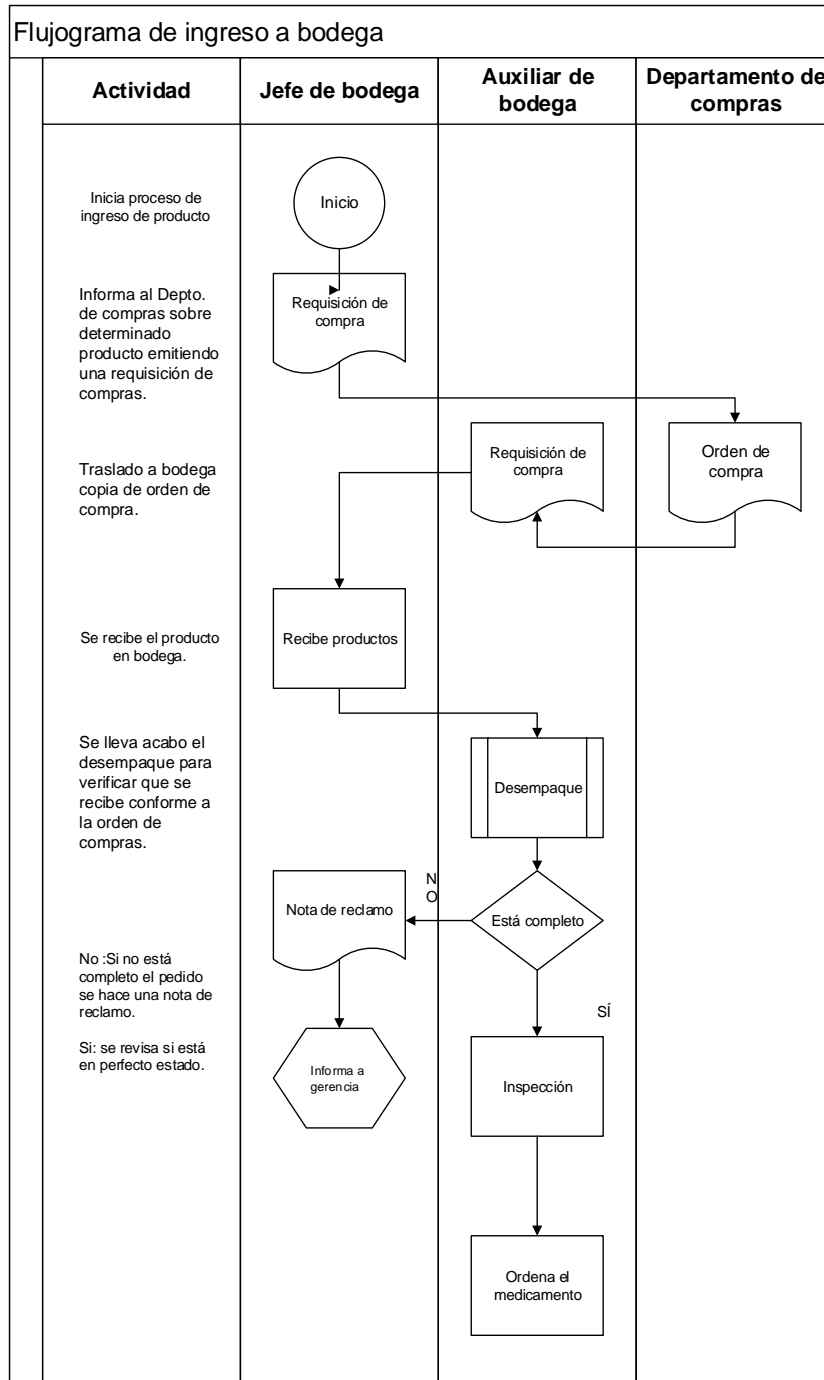 Flujograma de ingreso a bodega
Actividad
Jefe de bodega
Auxiliar de
bodega
Departamento de
compras
Inicia proceso de
ingreso de producto
Inicio
Informa al Depto.
de compras sobre
determinado
producto emitiendo
una requisición de
compras.
Requisición de
compra
Traslado a bodega
copia de orden de
compra.
Requisición de
compra
Orden de
compra
Se recibe el producto
en bodega.
Recibe productos
Se lleva acabo el
desempaque para
verificar que se
recibe conforme a
la orden de
compras.
Desempaque
Nota de reclamo
N
O
Está completo
No :Si no está
completo el pedido
se hace una nota de
reclamo.
Si: se revisa si está
en perfecto estado.
SÍ
Informa a
gerencia
Inspección
Ordena el
medicamento